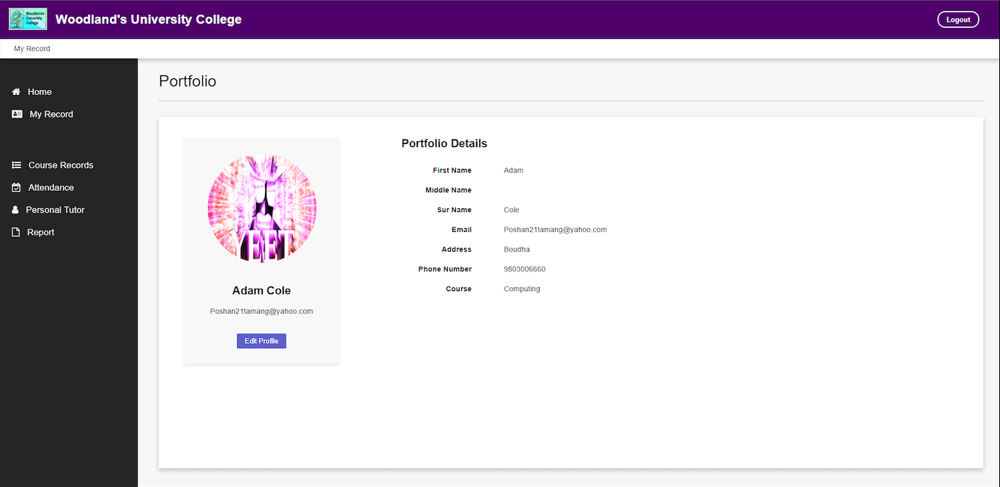 Woodlands
University
College
Woodland's University College
Logout
My Record
Home
My Record
Course Records
Attendance
Personal Tutor
Report
Portfolio
EET
Adam Cole
Poshan21tamang@yahoo.com
Edit Profile
Portfolio Details
First Name Adam
Middle Name
Sur Name Cole
Email Poshan21tamang@yahoo.com
Address Boudha
Phone Number 9803006660
Course Computing